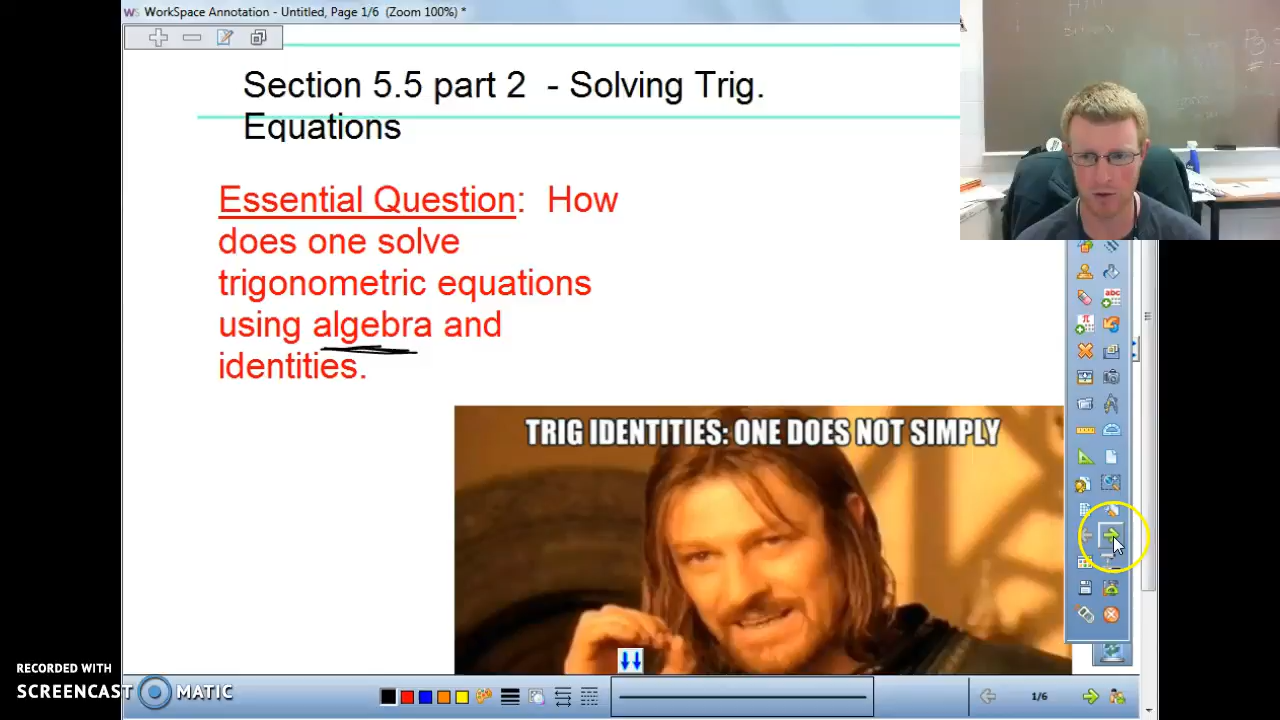 WS WorkSpace Annotation - Untitled, Page 1/6 (Zoom 100%) *
Section 5.5 part 2 - Solving Trig.
Equations
Essential Question: How
does one solve
trigonometric equations
using algebra and
identities.
TRIG IDENTITIES: ONE DOES NOT SIMPLY
abc
π
RECORDED WITH
SCREENCAST MATIC
1/6